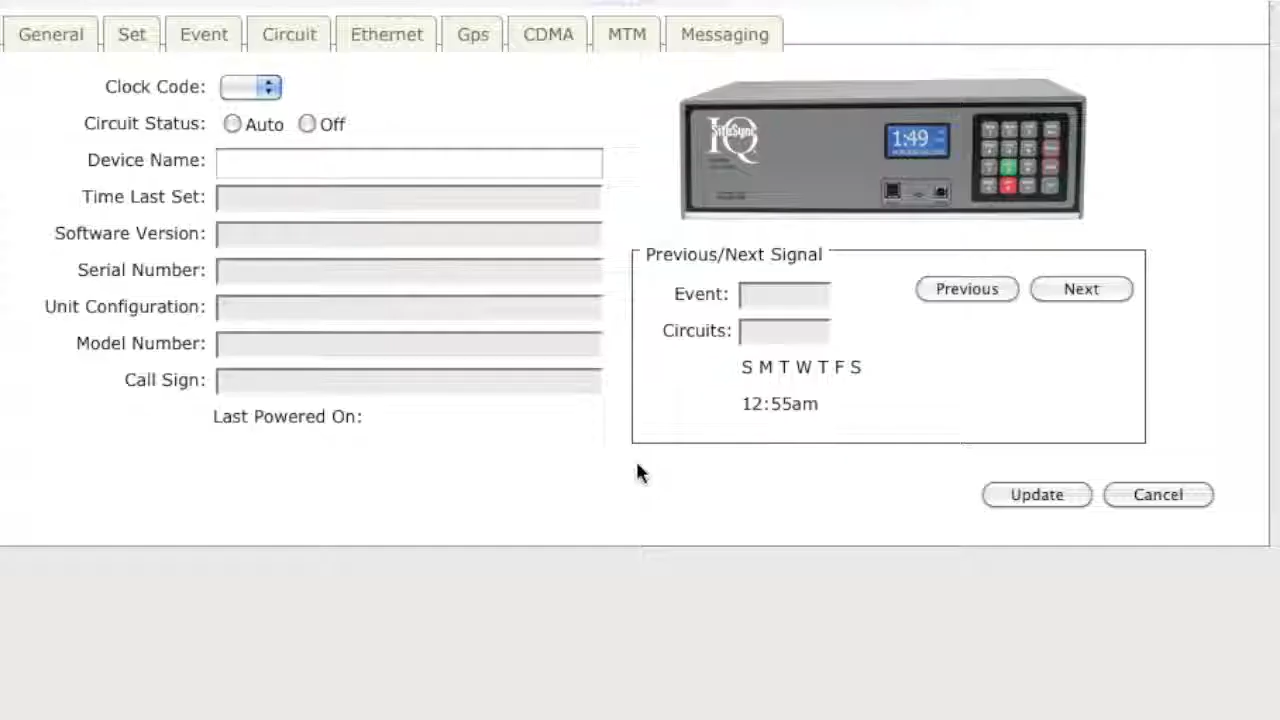 General Set Event Circuit Ethernet Gps CDMA MTM Messaging
Clock Code:
Circuit Status: Auto Off
Device Name:
Time Last Set:
Software Version:
Serial Number:
Unit Configuration:
Model Number:
Call Sign:
Last Powered On:
SiteSync
IQ
1:49
Previous/Next Signal
Event:
Previous Next
Circuits:
S M T W T F S
12:55am
Update Cancel